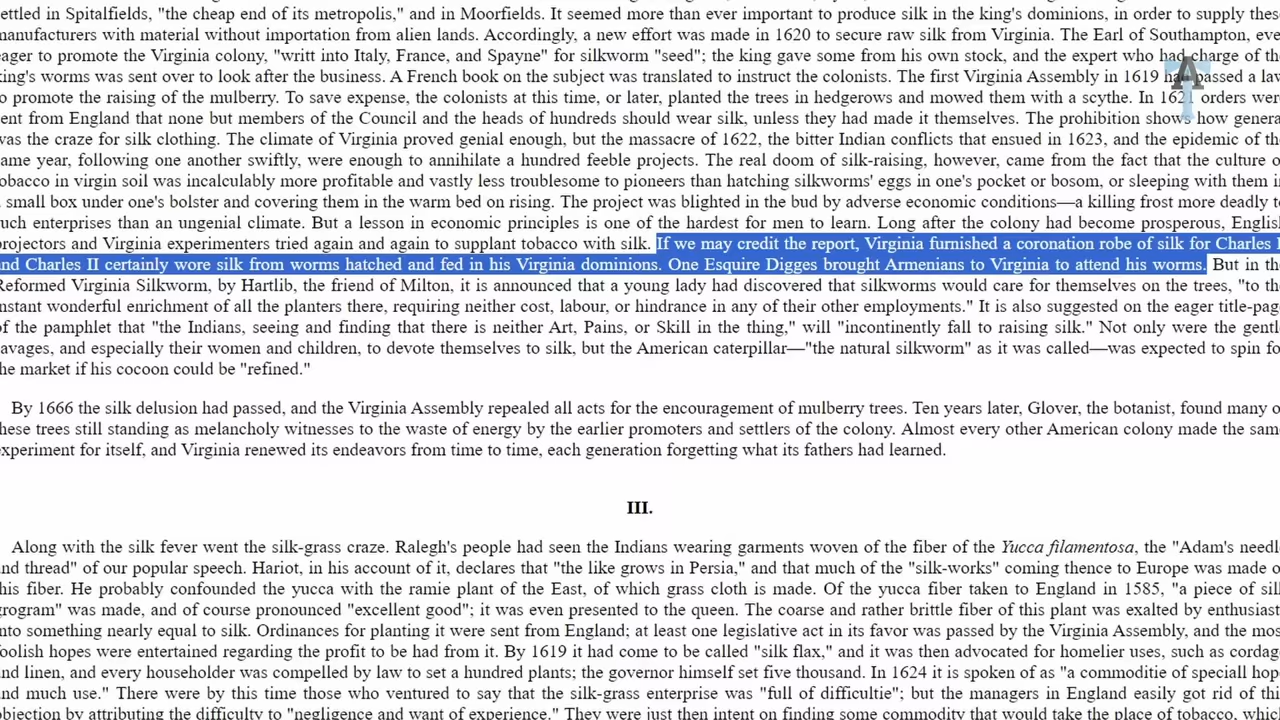 ettled in Spitalfields, "the cheap end of its metropolis," and in Moorfields. It seemed more than ever important to produce silk in the king's dominions, in order to supply thes
manufacturers with material without importation from alien lands. Accordingly, a new effort was made in 1620 to secure raw silk from Virginia. The Earl of Southampton, eve
eager to promote the Virginia colony, "writt into Italy, France, and Spayne" for silkworm "seed"; the king gave some from his own stock, and the expert who had charge of the
king's worms was sent over to look after the business. A French book on the subject was translated to instruct the colonists. The first Virginia Assembly in 1619 had passed a law
o promote the raising of the mulberry. To save expense, the colonists at this time, or later, planted the trees in hedgerows and mowed them with a scythe. In 1621 orders wer
ent from England that none but members of the Council and the heads of hundreds should wear silk, unless they had made it themselves. The prohibition shows how genera
was the craze for silk clothing. The climate of Virginia proved genial enough, but the massacre of 1622, the bitter Indian conflicts that ensued in 1623, and the epidemic of th
ame year, following one another swiftly, were enough to annihilate a hundred feeble projects. The real doom of silk-raising, however, came from the fact that the culture o
obacco in virgin soil was incalculably more profitable and vastly less troublesome to pioneers than hatching silkworms' eggs in one's pocket or bosom, or sleeping with them i
small box under one's bolster and covering them in the warm bed on rising. The project was blighted in the bud by adverse economic conditions—a killing frost more deadly t
uch enterprises than an ungenial climate. But a lesson in economic principles is one of the hardest for men to learn. Long after the colony had become prosperous, English
projectors and Virginia experimenters tried again and again to supplant tobacco with silk. If we may credit the report, Virginia furnished a coronation robe of silk for Charles I
and Charles II certainly wore silk from worms hatched and fed in his Virginia dominions. One Esquire Digges brought Armenians to Virginia to attend his worms. But in th
Reformed Virginia Silkworm, by Hartlib, the friend of Milton, it is announced that a young lady had discovered that silkworms would care for themselves on the trees, "to th
nstant wonderful enrichment of all the planters there, requiring neither cost, labour, or hindrance in any of their other employments." It is also suggested on the eager title-pag
of the pamphlet that "the Indians, seeing and finding that there is neither Art, Pains, or Skill in the thing," will "incontinently fall to raising silk." Not only were the gentl
avages, and especially their women and children, to devote themselves to silk, but the American caterpillar—"the natural silkworm" as it was called—was expected to spin fo
he market if his cocoon could be "refined."
By 1666 the silk delusion had passed, and the Virginia Assembly repealed all acts for the encouragement of mulberry trees. Ten years later, Glover, the botanist, found many o
hese trees still standing as melancholy witnesses to the waste of energy by the earlier promoters and settlers of the colony. Almost every other American colony made the sam
experiment for itself, and Virginia renewed its endeavors from time to time, each generation forgetting what its fathers had learned.
III.
Along with the silk fever went the silk-grass craze. Ralegh's people had seen the Indians wearing garments woven of the fiber of the Yucca filamentosa, the "Adam's needl
nd thread" of our popular speech. Hariot, in his account of it, declares that "the like grows in Persia," and that much of the "silk-works" coming thence to Europe was made o
his fiber. He probably confounded the yucca with the ramie plant of the East, of which grass cloth is made. Of the yucca fiber taken to England in 1585, "a piece of sil
grogram" was made, and of course pronounced "excellent good"; it was even presented to the queen. The coarse and rather brittle fiber of this plant was exalted by enthusiast
nto something nearly equal to silk. Ordinances for planting it were sent from England; at least one legislative act in its favor was passed by the Virginia Assembly, and the mos
oolish hopes were entertained regarding the profit to be had from it. By 1619 it had come to be called "silk flax," and it was then advocated for homelier uses, such as cordag
nd linen, and every householder was compelled by law to set a hundred plants; the governor himself set five thousand. In 1624 it is spoken of as "a commoditie of speciall hop
nd much use." There were by this time those who ventured to say that the silk-grass enterprise was "full of difficultie"; but the managers in England easily got rid of thi
objection by attributing the difficulty to "negligence and want of experience." They were just then intent on finding some commodity that would take the place of tobacco, whic